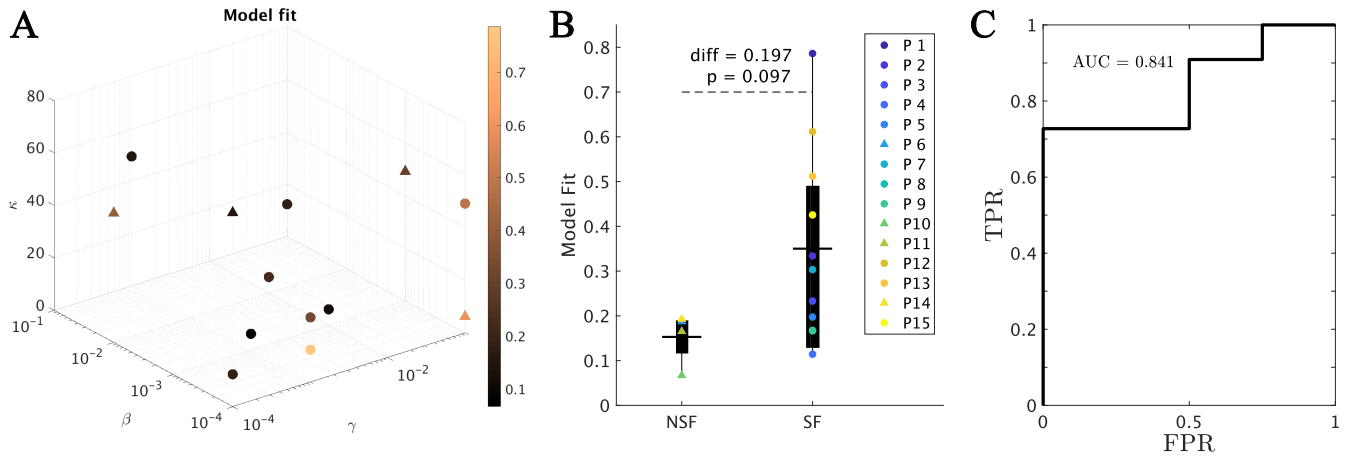 A
Model fit
80
60
40
20
0
κ
10⁻¹
10⁻²
10⁻³
10⁻⁴
β
10⁻⁴
10⁻²
γ
0.7
0.6
0.5
0.4
0.3
0.2
0.1
B
0.8
0.7
0.6
0.5
0.4
0.3
0.2
0.1
0
Model Fit
diff = 0.197
p = 0.097
NSF
SF
P 1
P 2
P 3
P 4
P 5
P 6
P 7
P 8
P 9
P10
P11
P12
P13
P14
P15
C
1
0.8
0.6
0.4
0.2
0
TPR
AUC = 0.841
0
0.5
1
FPR